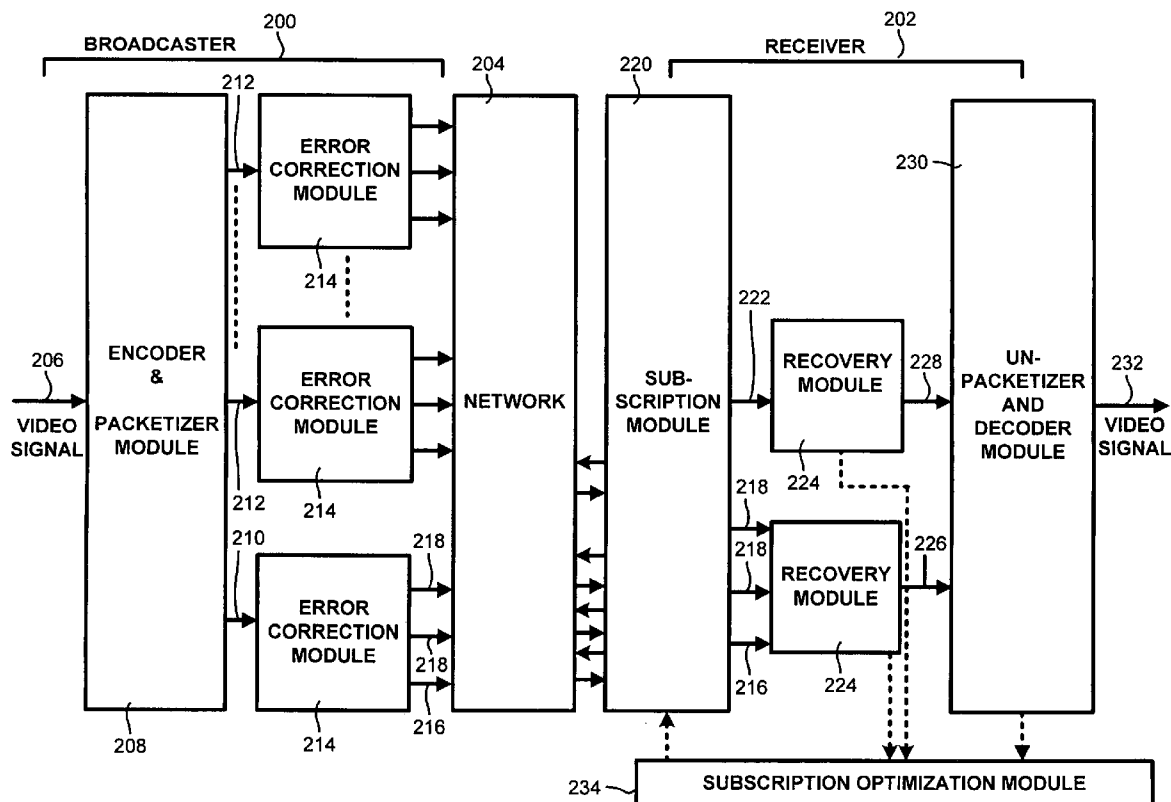 200
202
BROADCASTER
RECEIVER
204
220
212
230
ERROR
CORRECTION
MODULE
214
222
206
VIDEO
SIGNAL
ENCODER
&
PACKETIZER
MODULE
ERROR
CORRECTION
MODULE
NETWORK
SUB-
SCRIPTION
MODULE
RECOVERY
MODULE
228
UN-
PACKETIZER
AND
DECODER
MODULE
232
VIDEO
SIGNAL
212
214
224
210
218
218
218
226
ERROR
CORRECTION
MODULE
RECOVERY
MODULE
218
216
216
224
208
214
234
SUBSCRIPTION OPTIMIZATION MODULE